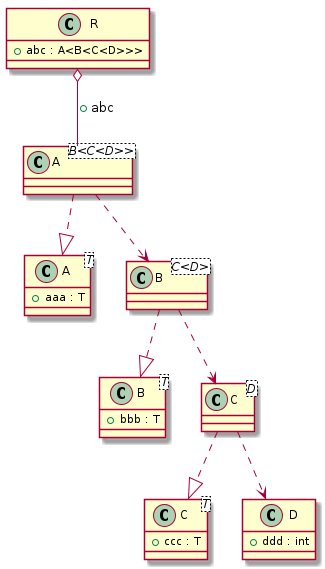 C R
abc : A<B<C<D>>>
abc
C A B<C<D>>
C A T
aaa : T
C B C<D>
C B T
bbb : T
C C D
C C T
ccc : T
C D
ddd : int